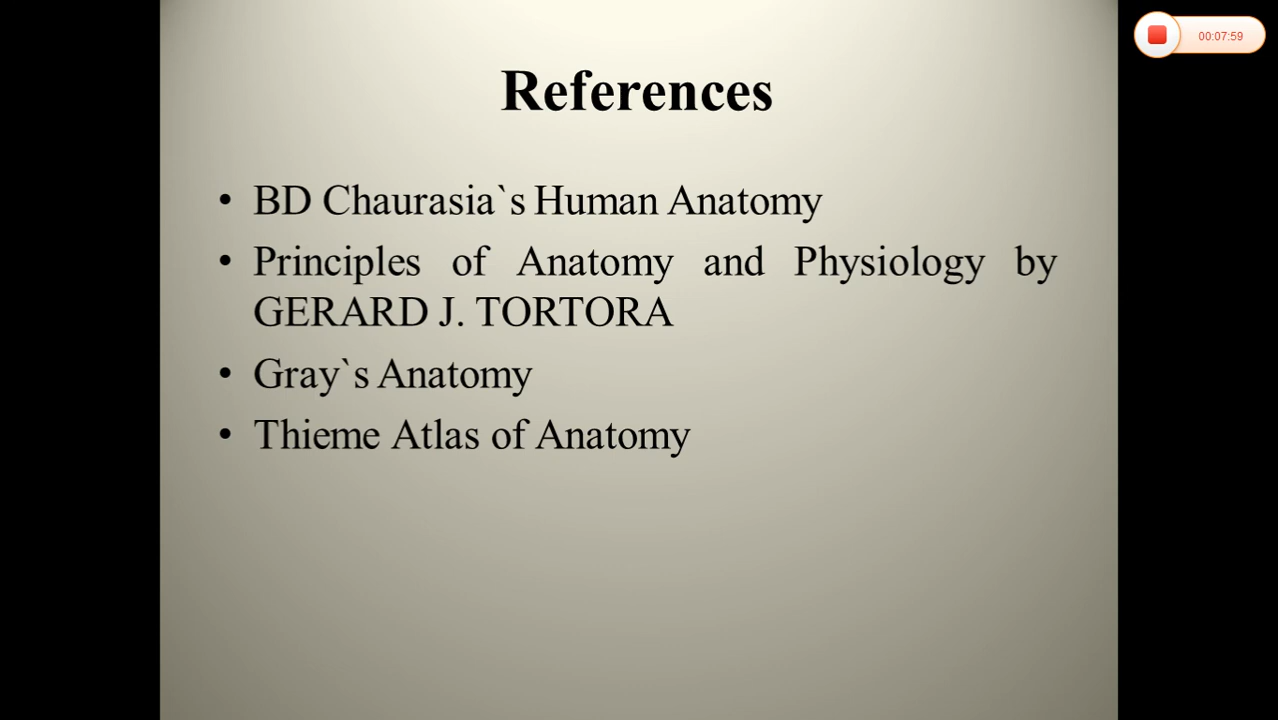 00:07:59
References
• BD Chaurasia`s Human Anatomy
• Principles of Anatomy and Physiology by
GERARD J. TORTORA
• Gray`s Anatomy
• Thieme Atlas of Anatomy